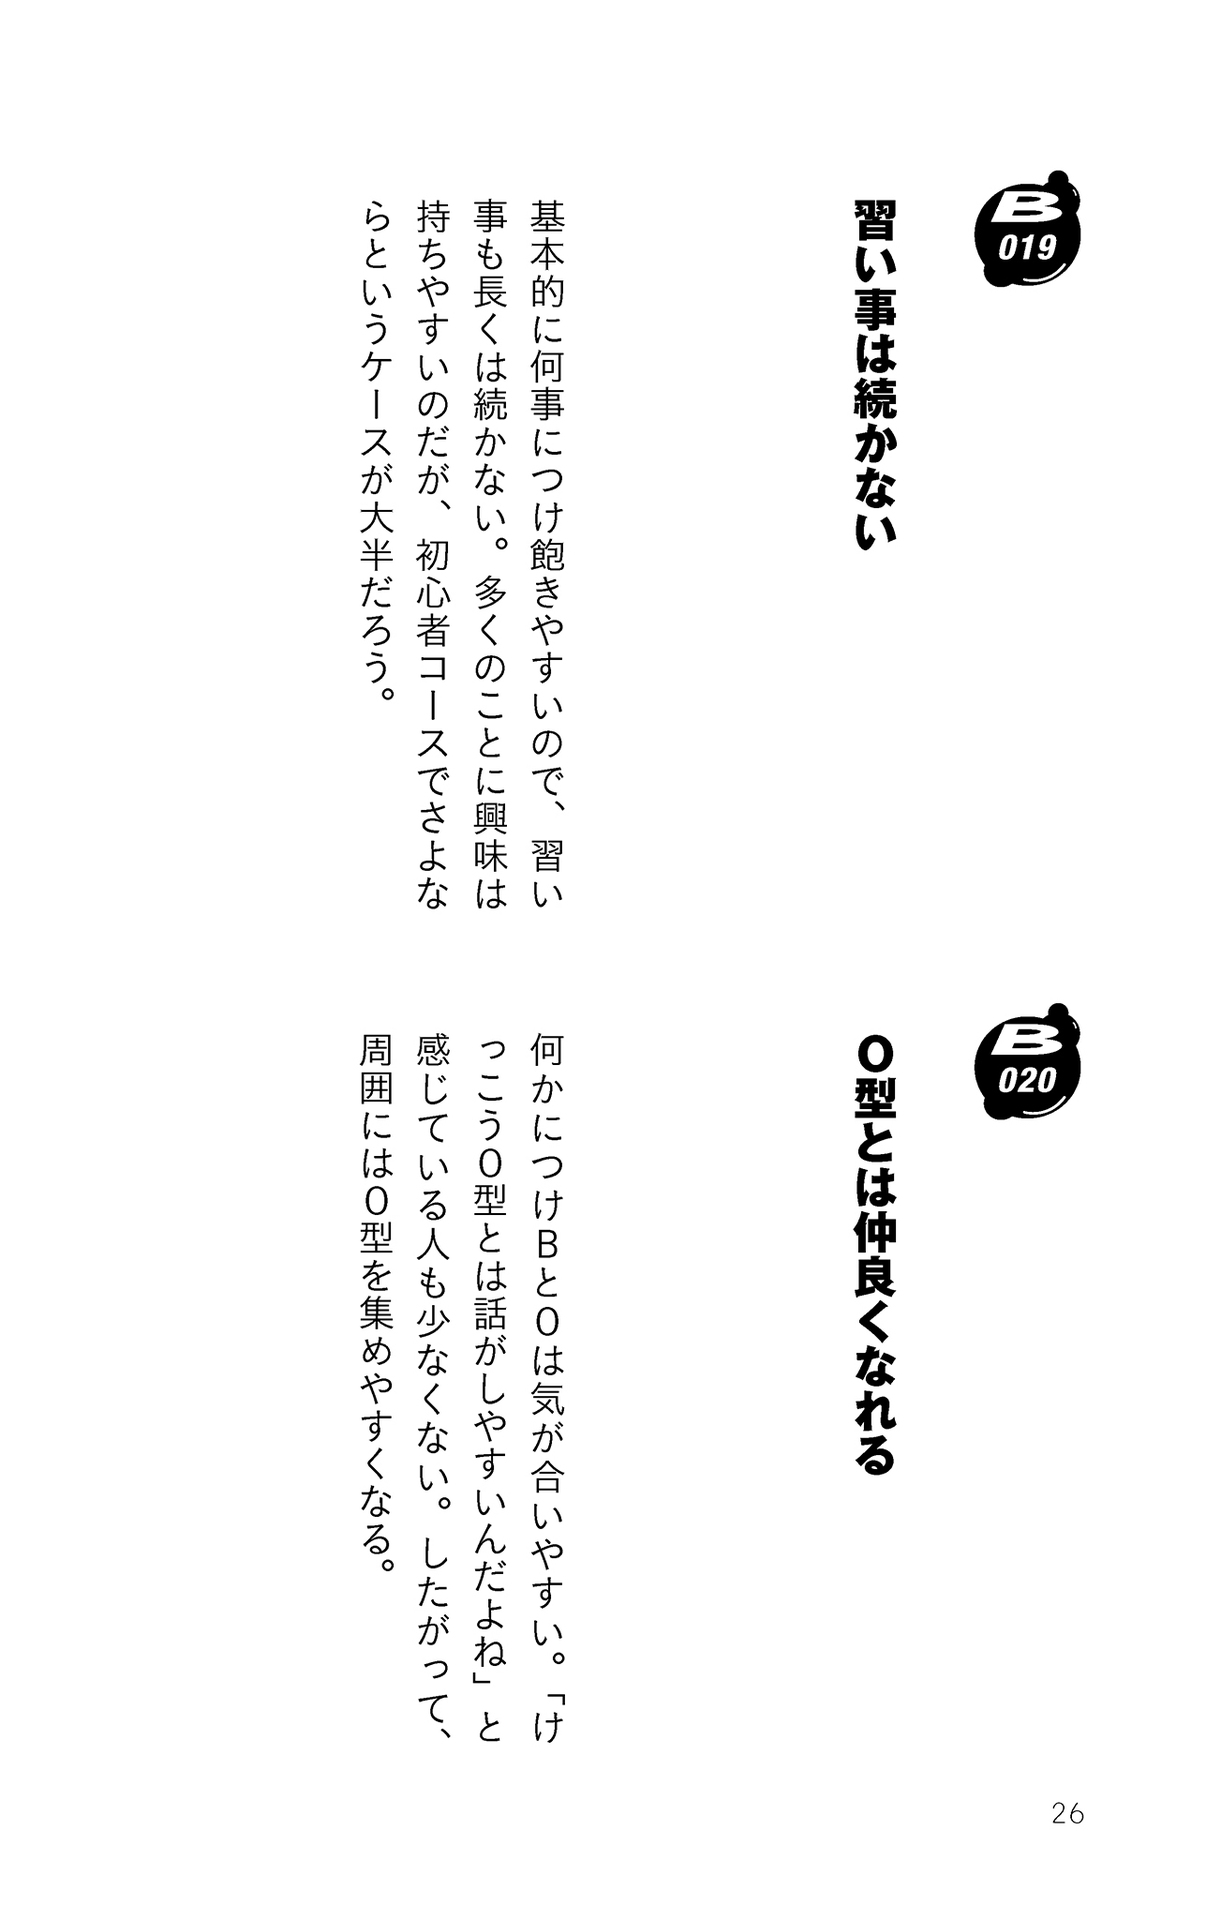 B
019
習い事は続かない
基本的に何事につけ飽きやすいので、習い
事も長くは続かない。多くのことに興味は
持ちやすいのだが、初心者コースでさよな
らというケースが大半だろう。
B
020
O型とは仲良くなれる
何かにつけBとOは気が合いやすい。「け
っこうO型とは話がしやすいんだよね」と
感じている人も少なくない。したがって、
周囲にはO型を集めやすくなる。
26